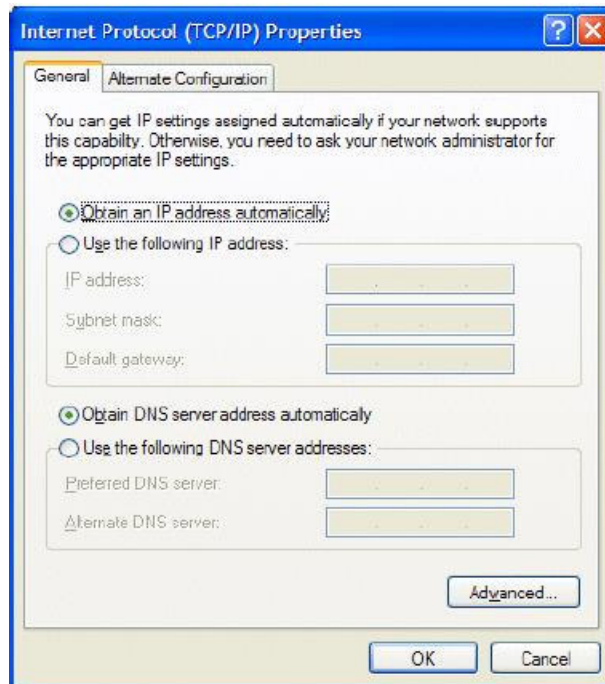 Internet Protocol (TCP/IP) Properties
General
Alternate Configuration
You can get IP settings assigned automatically if your network supports
this capability. Otherwise, you need to ask your network administrator for
the appropriate IP settings.
Obtain an IP address automatically
Use the following IP address:
IP address:
Subnet mask:
Default gateway:
Obtain DNS server address automatically
Use the following DNS server addresses:
Preferred DNS server:
Alternate DNS server:
Advanced...
OK
Cancel